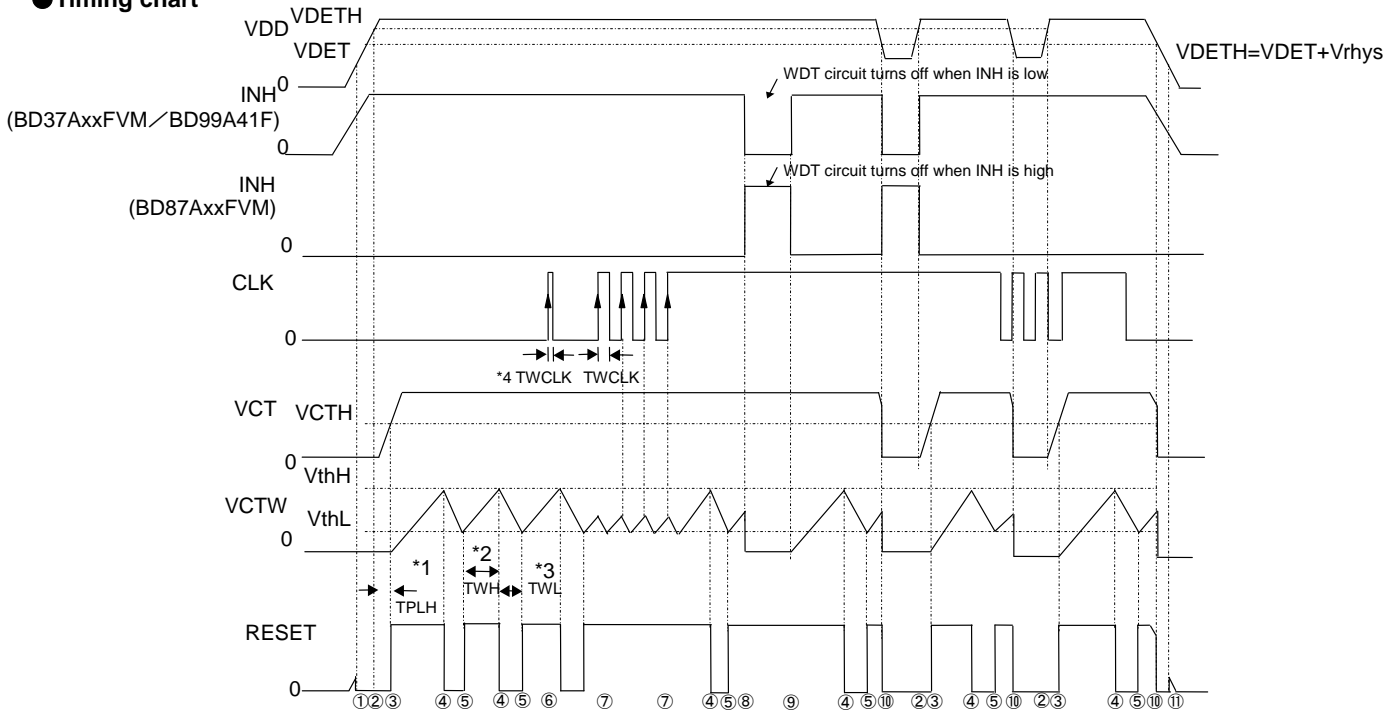 ●Timing chart
VDD VDETH
VDET
VDETH=VDET+Vrhys
0
WDT circuit turns off when INH is low
INH
(BD37AxxFVM／BD99A41F)
0
WDT circuit turns off when INH is high
INH
(BD87AxxFVM)
0
CLK
0
*4 TWCLK TWCLK
VCT VCTH
0
VthH
VCTW
VthL
0
*1 *2 *3
TPLH TWH TWL
RESET
0
①②③ ④⑤ ④⑤ ⑥ ⑦ ⑦ ④⑤⑧ ⑨ ④⑤⑩ ②③ ④⑤⑩ ②③ ④⑤⑩⑪